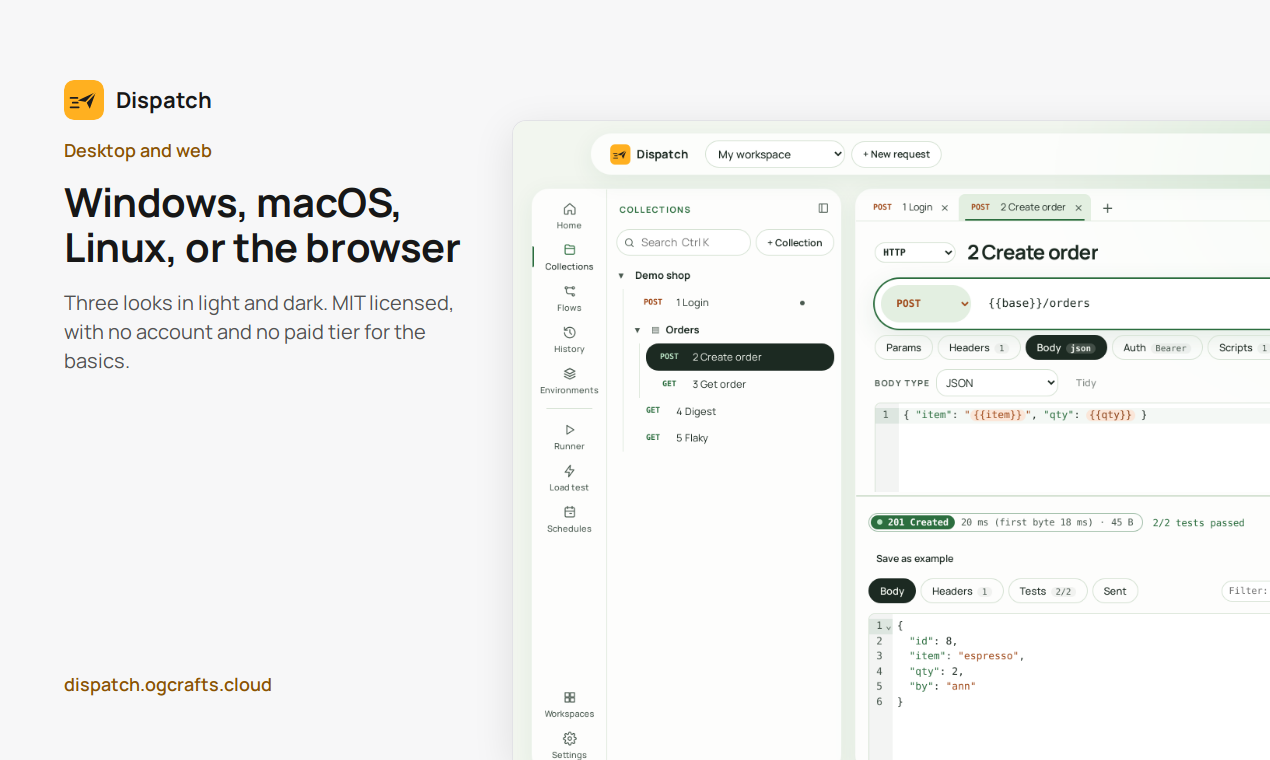 Dispatch
Desktop and web
Windows, macOS,
Linux, or the browser
Three looks in light and dark. MIT licensed,
with no account and no paid tier for the
basics.
dispatch.ogcrafts.cloud
Dispatch
My workspace
+ New request
Home
Collections
Flows
History
Environments
Runner
Load test
Schedules
Workspaces
Settings
COLLECTIONS
Search Ctrl K
+ Collection
Demo shop
POST 1 Login
Orders
POST 2 Create order
GET 3 Get order
GET 4 Digest
GET 5 Flaky
POST 1 Login × POST 2 Create order × +
HTTP 2 Create order
POST {{base}}/orders
Params Headers 1 Body json Auth Bearer Scripts 1
BODY TYPE JSON Tidy
1 { "item": "{{item}}", "qty": {{qty}} }
201 Created 20 ms (first byte 18 ms) · 45 B 2/2 tests passed
Save as example
Body Headers 1 Tests 2/2 Sent Filter:
1 {
2 "id": 8,
3 "item": "espresso",
4 "qty": 2,
5 "by": "ann"
6 }